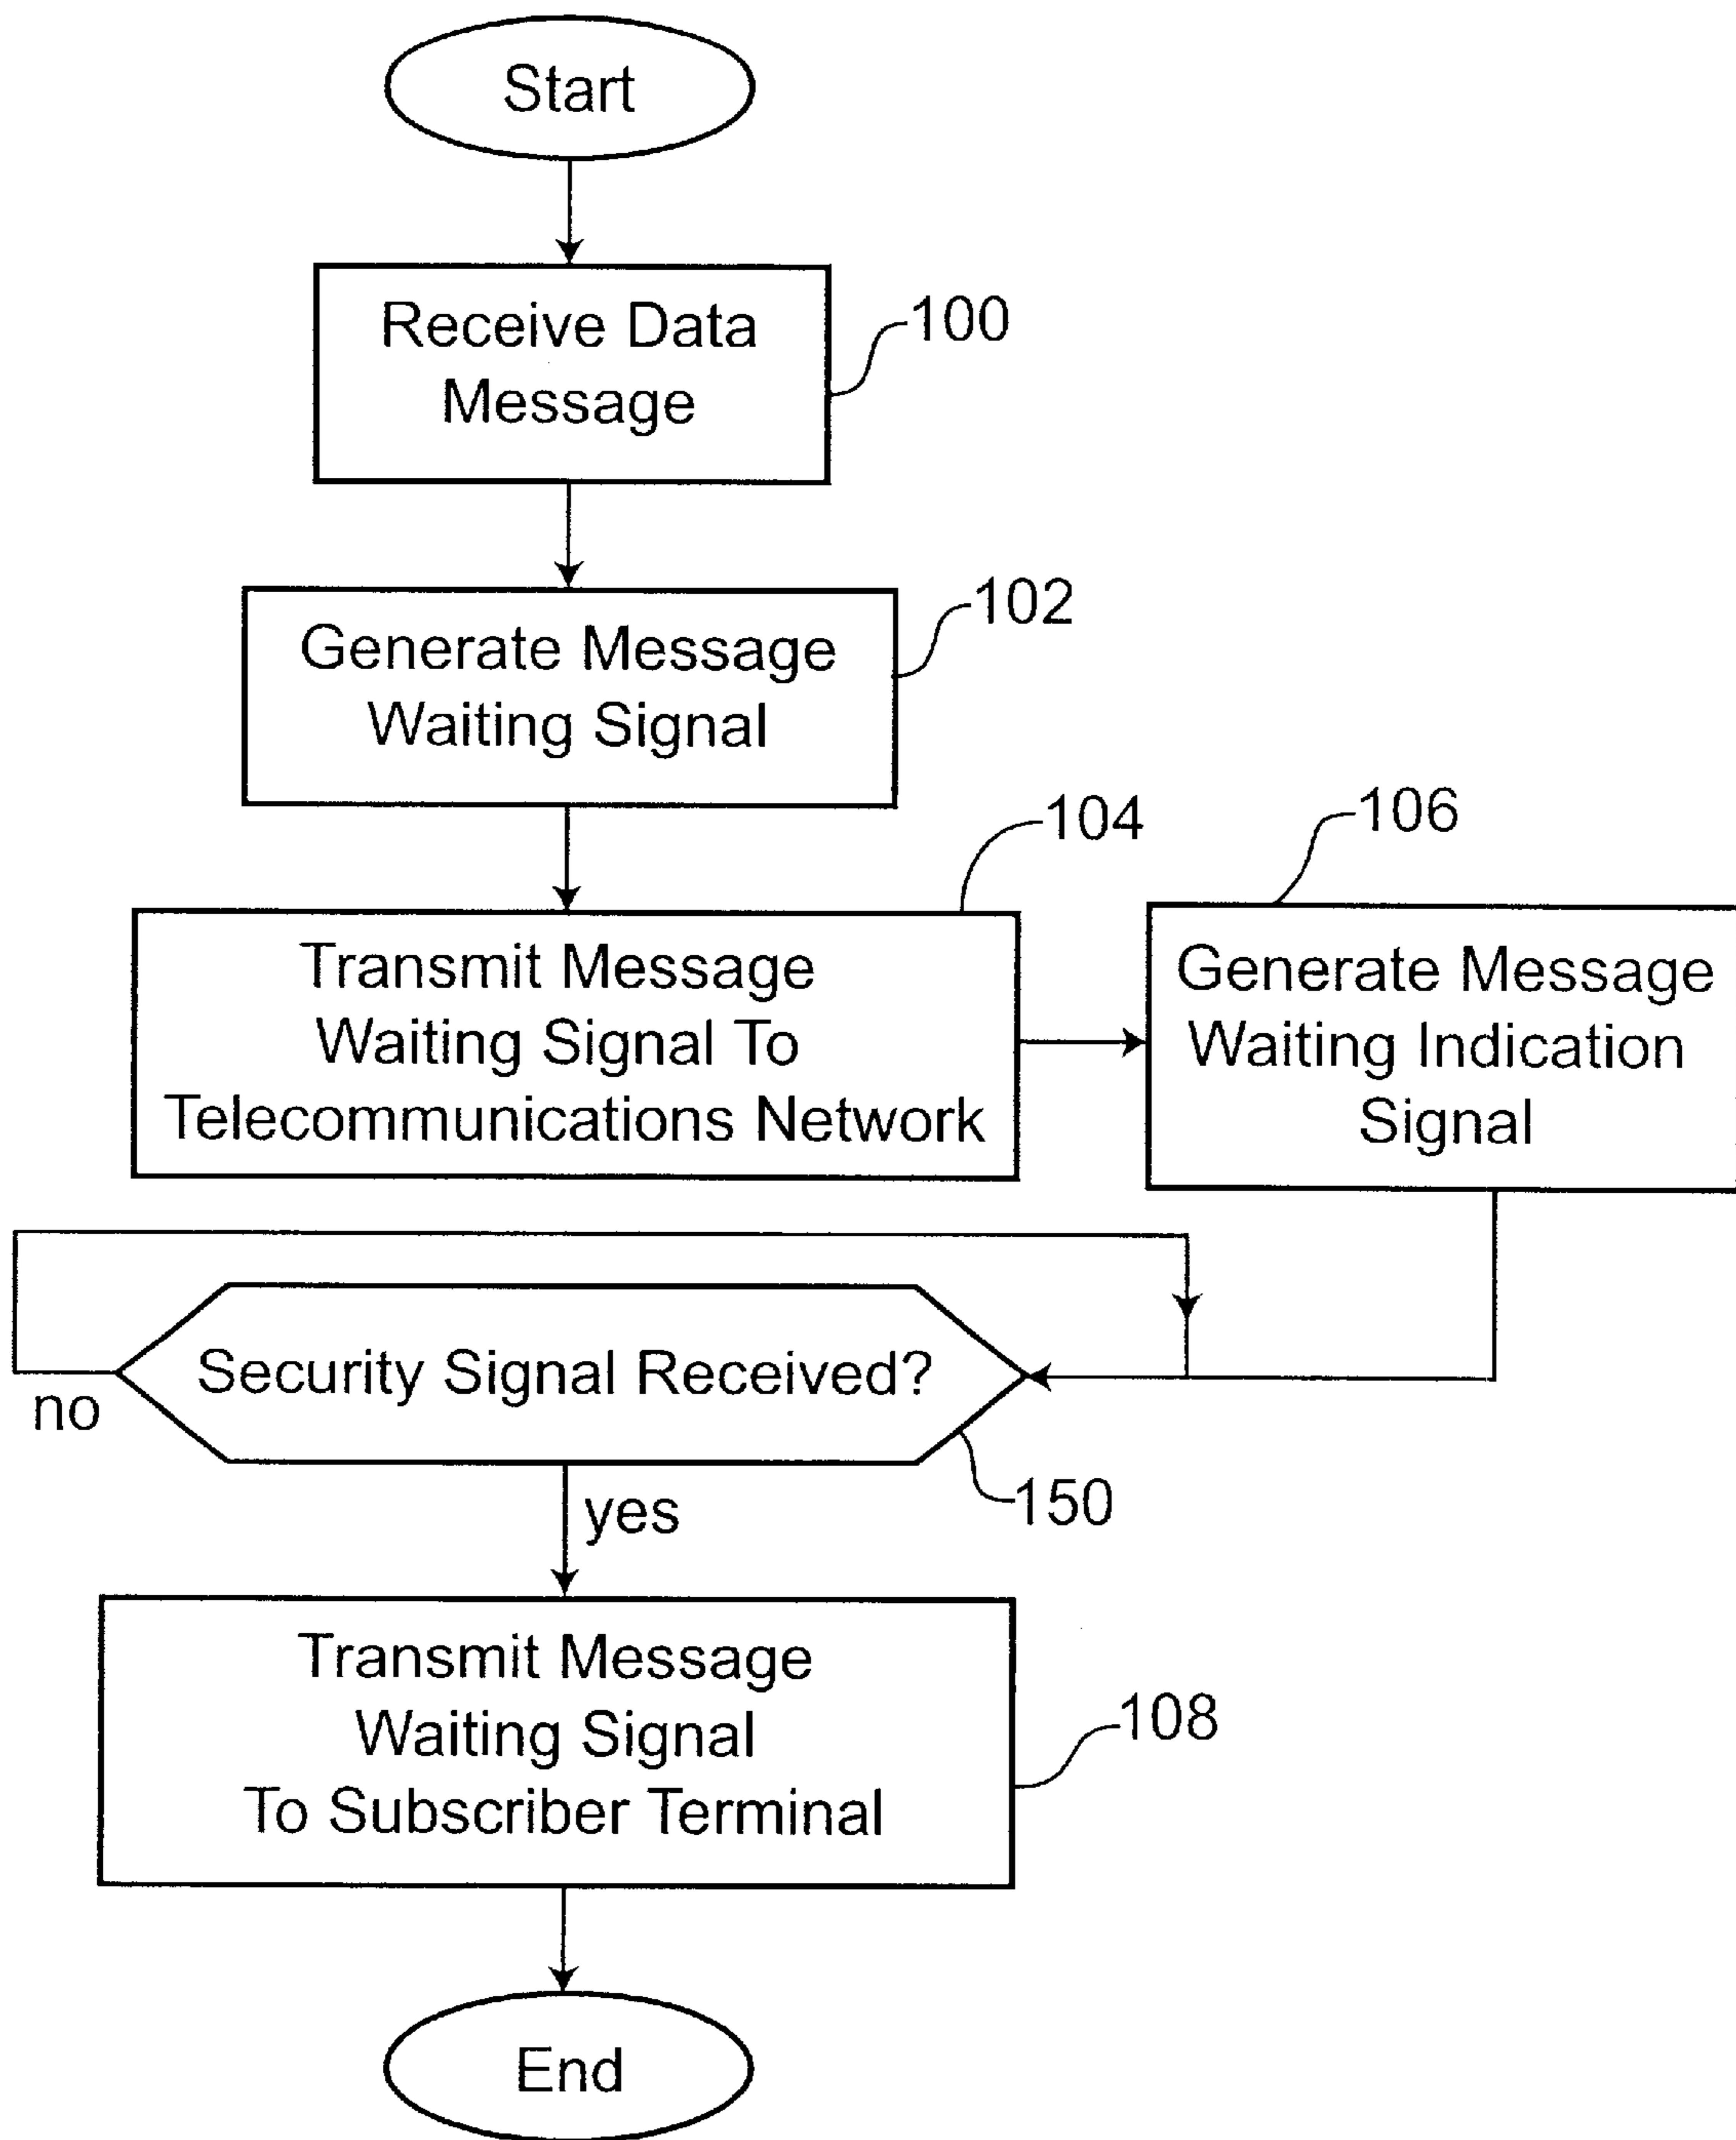 Start
Receive Data
Message
100
Generate Message
Waiting Signal
102
Transmit Message
Waiting Signal To
Telecommunications Network
104
Generate Message
Waiting Indication
Signal
106
Security Signal Received?
150
no
yes
Transmit Message
Waiting Signal
To Subscriber Terminal
108
End